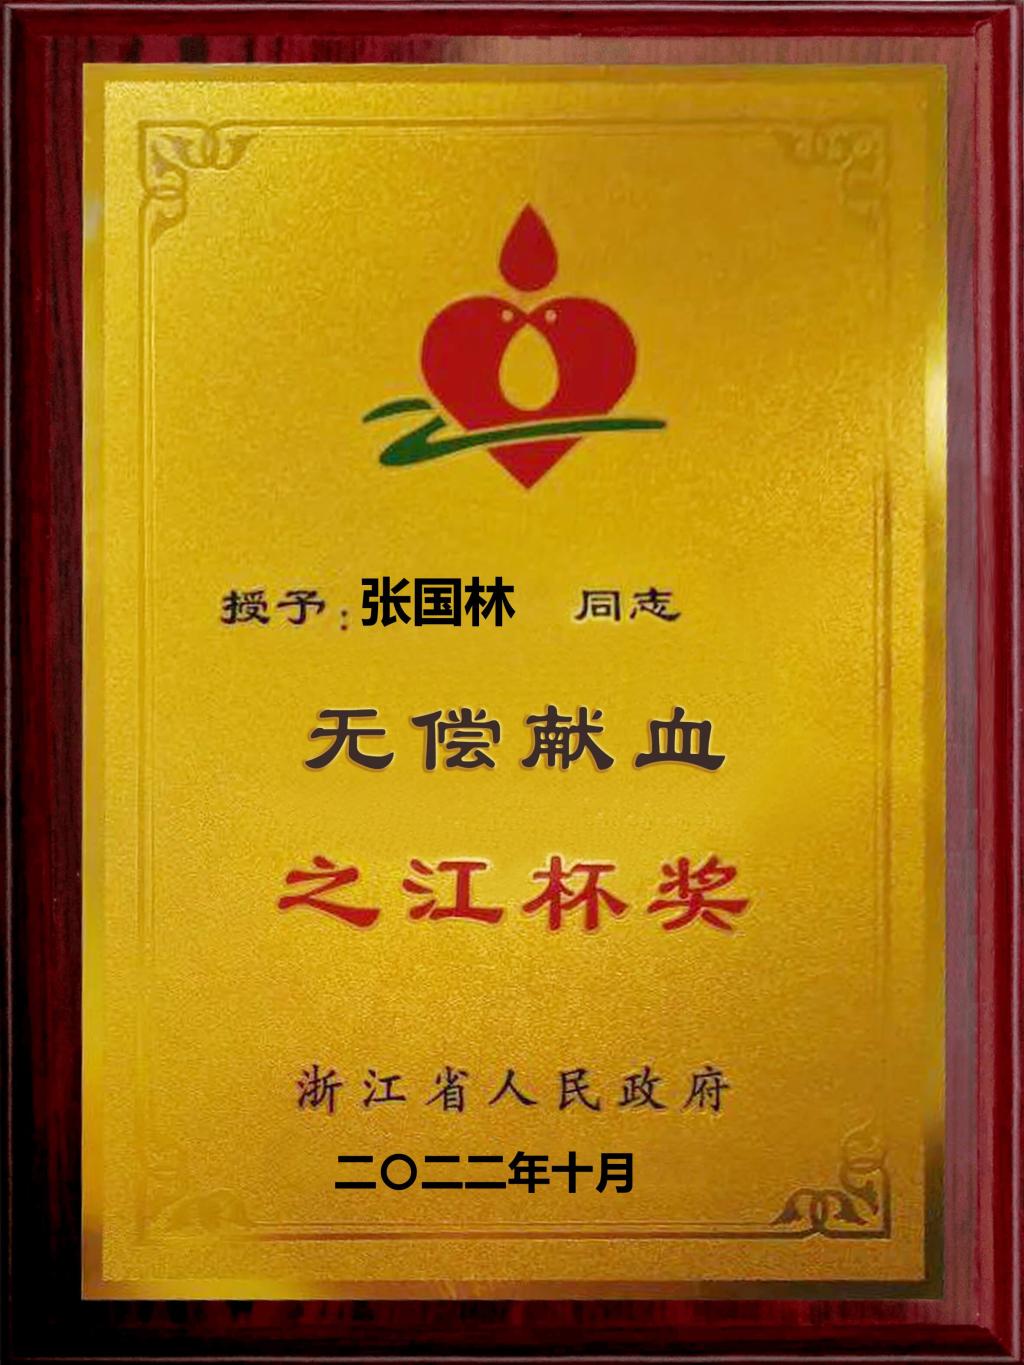 授予:张国林 同志
无偿献血
之江杯奖
浙江省人民政府
二〇二二年十月